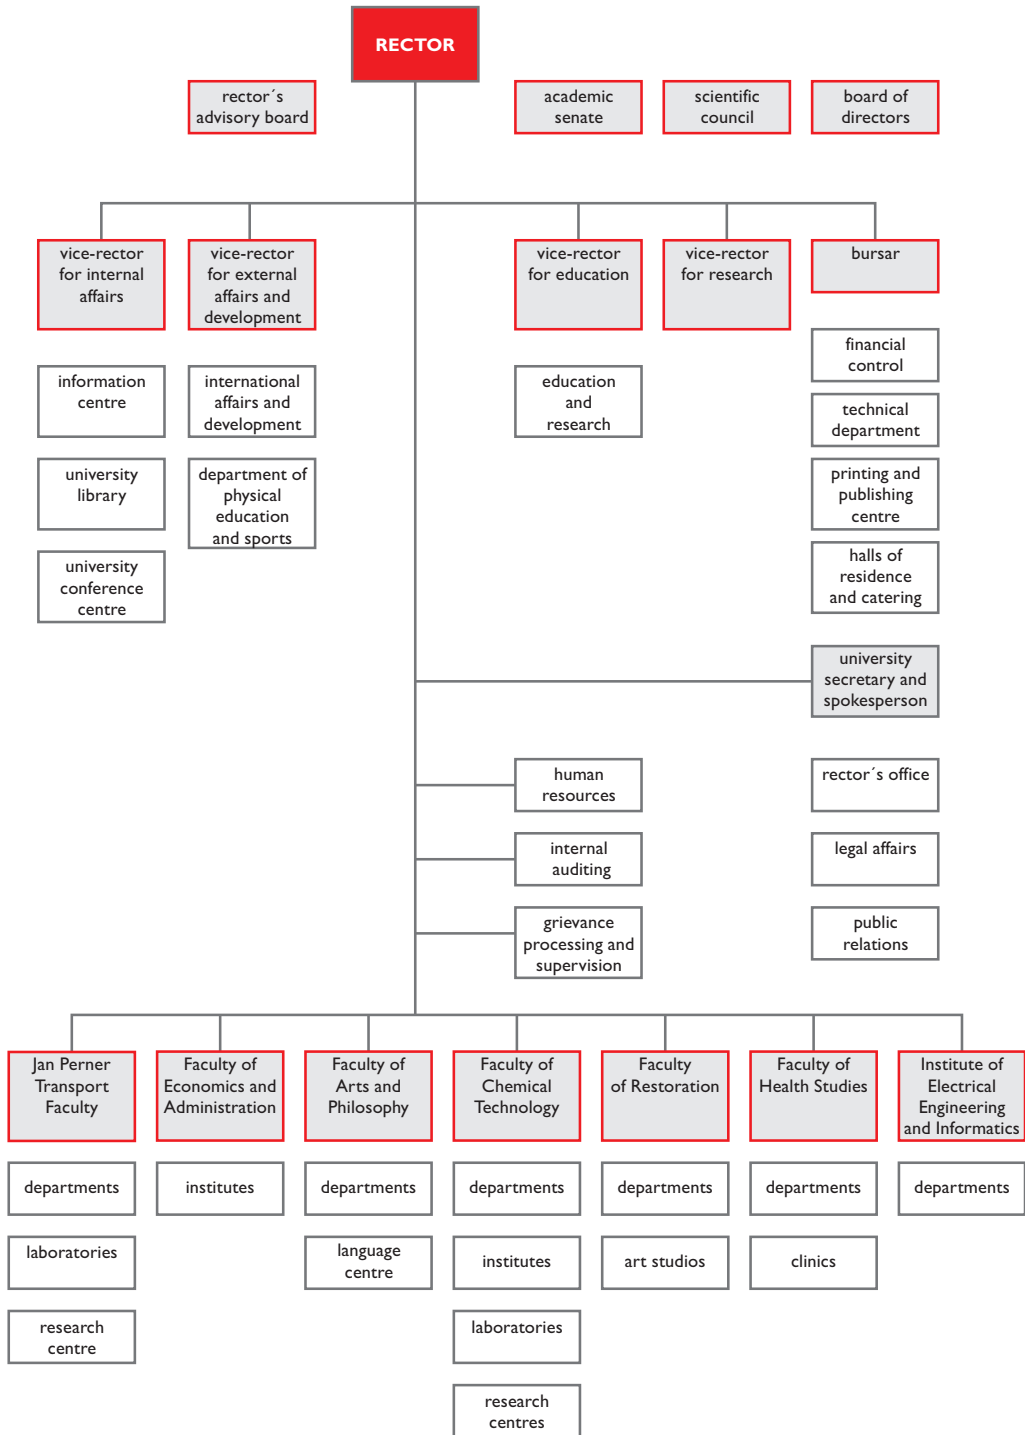 RECTOR
rector´s
advisory board
academic
senate
scientific
council
board of
directors
vice-rector
for internal
affairs
vice-rector
for external
affairs and
development
vice-rector
for education
vice-rector
for research
bursar
information
centre
university
library
university
conference
centre
international
affairs and
development
department of
physical
education
and sports
education
and
research
financial
control
technical
department
printing and
publishing
centre
halls of
residence
and catering
university
secretary and
spokesperson
human
resources
internal
auditing
grievance
processing and
supervision
rector´s office
legal affairs
public
relations
Jan Perner
Transport
Faculty
Faculty of
Economics and
Administration
Faculty of
Arts and
Philosophy
Faculty of
Chemical
Technology
Faculty
of Restoration
Faculty of
Health Studies
Institute of
Electrical
Engineering
and Informatics
departments
laboratories
research
centre
institutes
departments
language
centre
departments
institutes
laboratories
research
centres
departments
art studios
departments
clinics
departments